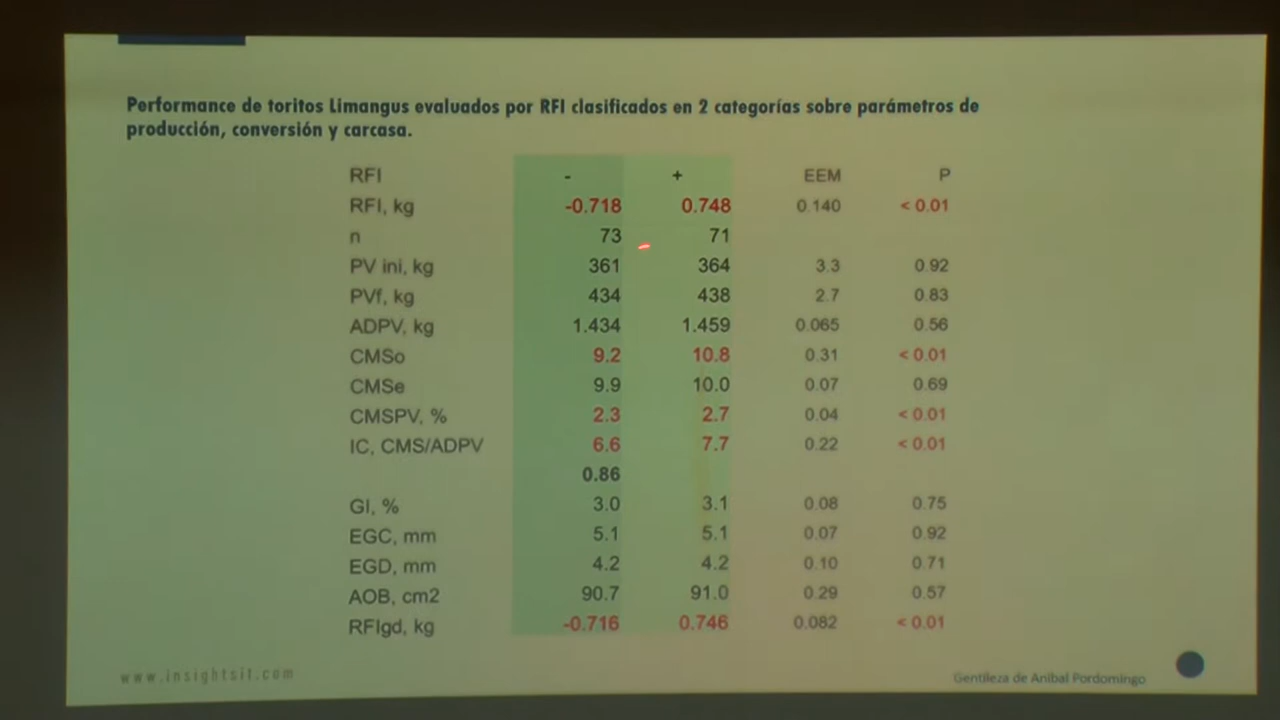 Performance de toritos Limangus evaluados por RFI clasificados en 2 categorías sobre parámetros de
producción, conversión y carcasa.
RFI - + EEM P
RFI, kg -0.718 0.748 0.140 < 0.01
n 73 71
PV ini, kg 361 364 3.3 0.92
PVf, kg 434 438 2.7 0.83
ADPV, kg 1.434 1.459 0.065 0.56
CMSo 9.2 10.8 0.31 < 0.01
CMSe 9.9 10.0 0.07 0.69
CMSPV, % 2.3 2.7 0.04 < 0.01
IC, CMS/ADPV 6.6 7.7 0.22 < 0.01
0.86
GI, % 3.0 3.1 0.08 0.75
EGC, mm 5.1 5.1 0.07 0.92
EGD, mm 4.2 4.2 0.10 0.71
AOB, cm2 90.7 91.0 0.29 0.57
RFIgd, kg -0.716 0.746 0.082 < 0.01
www.insightsit.com
Gentileza de Anibal Pordomingo